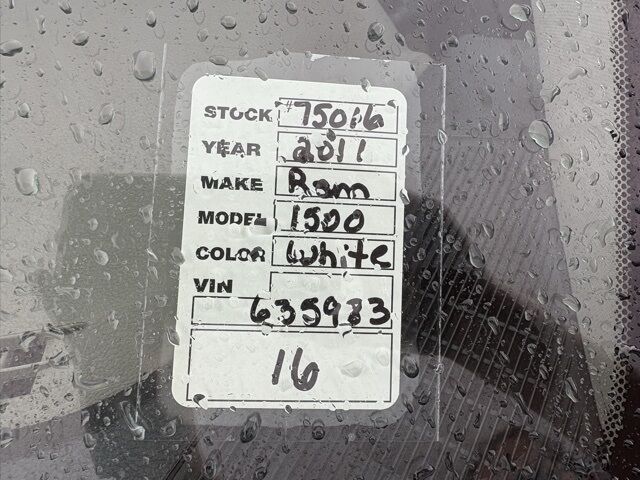 STOCK #75016
YEAR 2011
MAKE Ram
MODEL 1500
COLOR White
VIN
635983
16